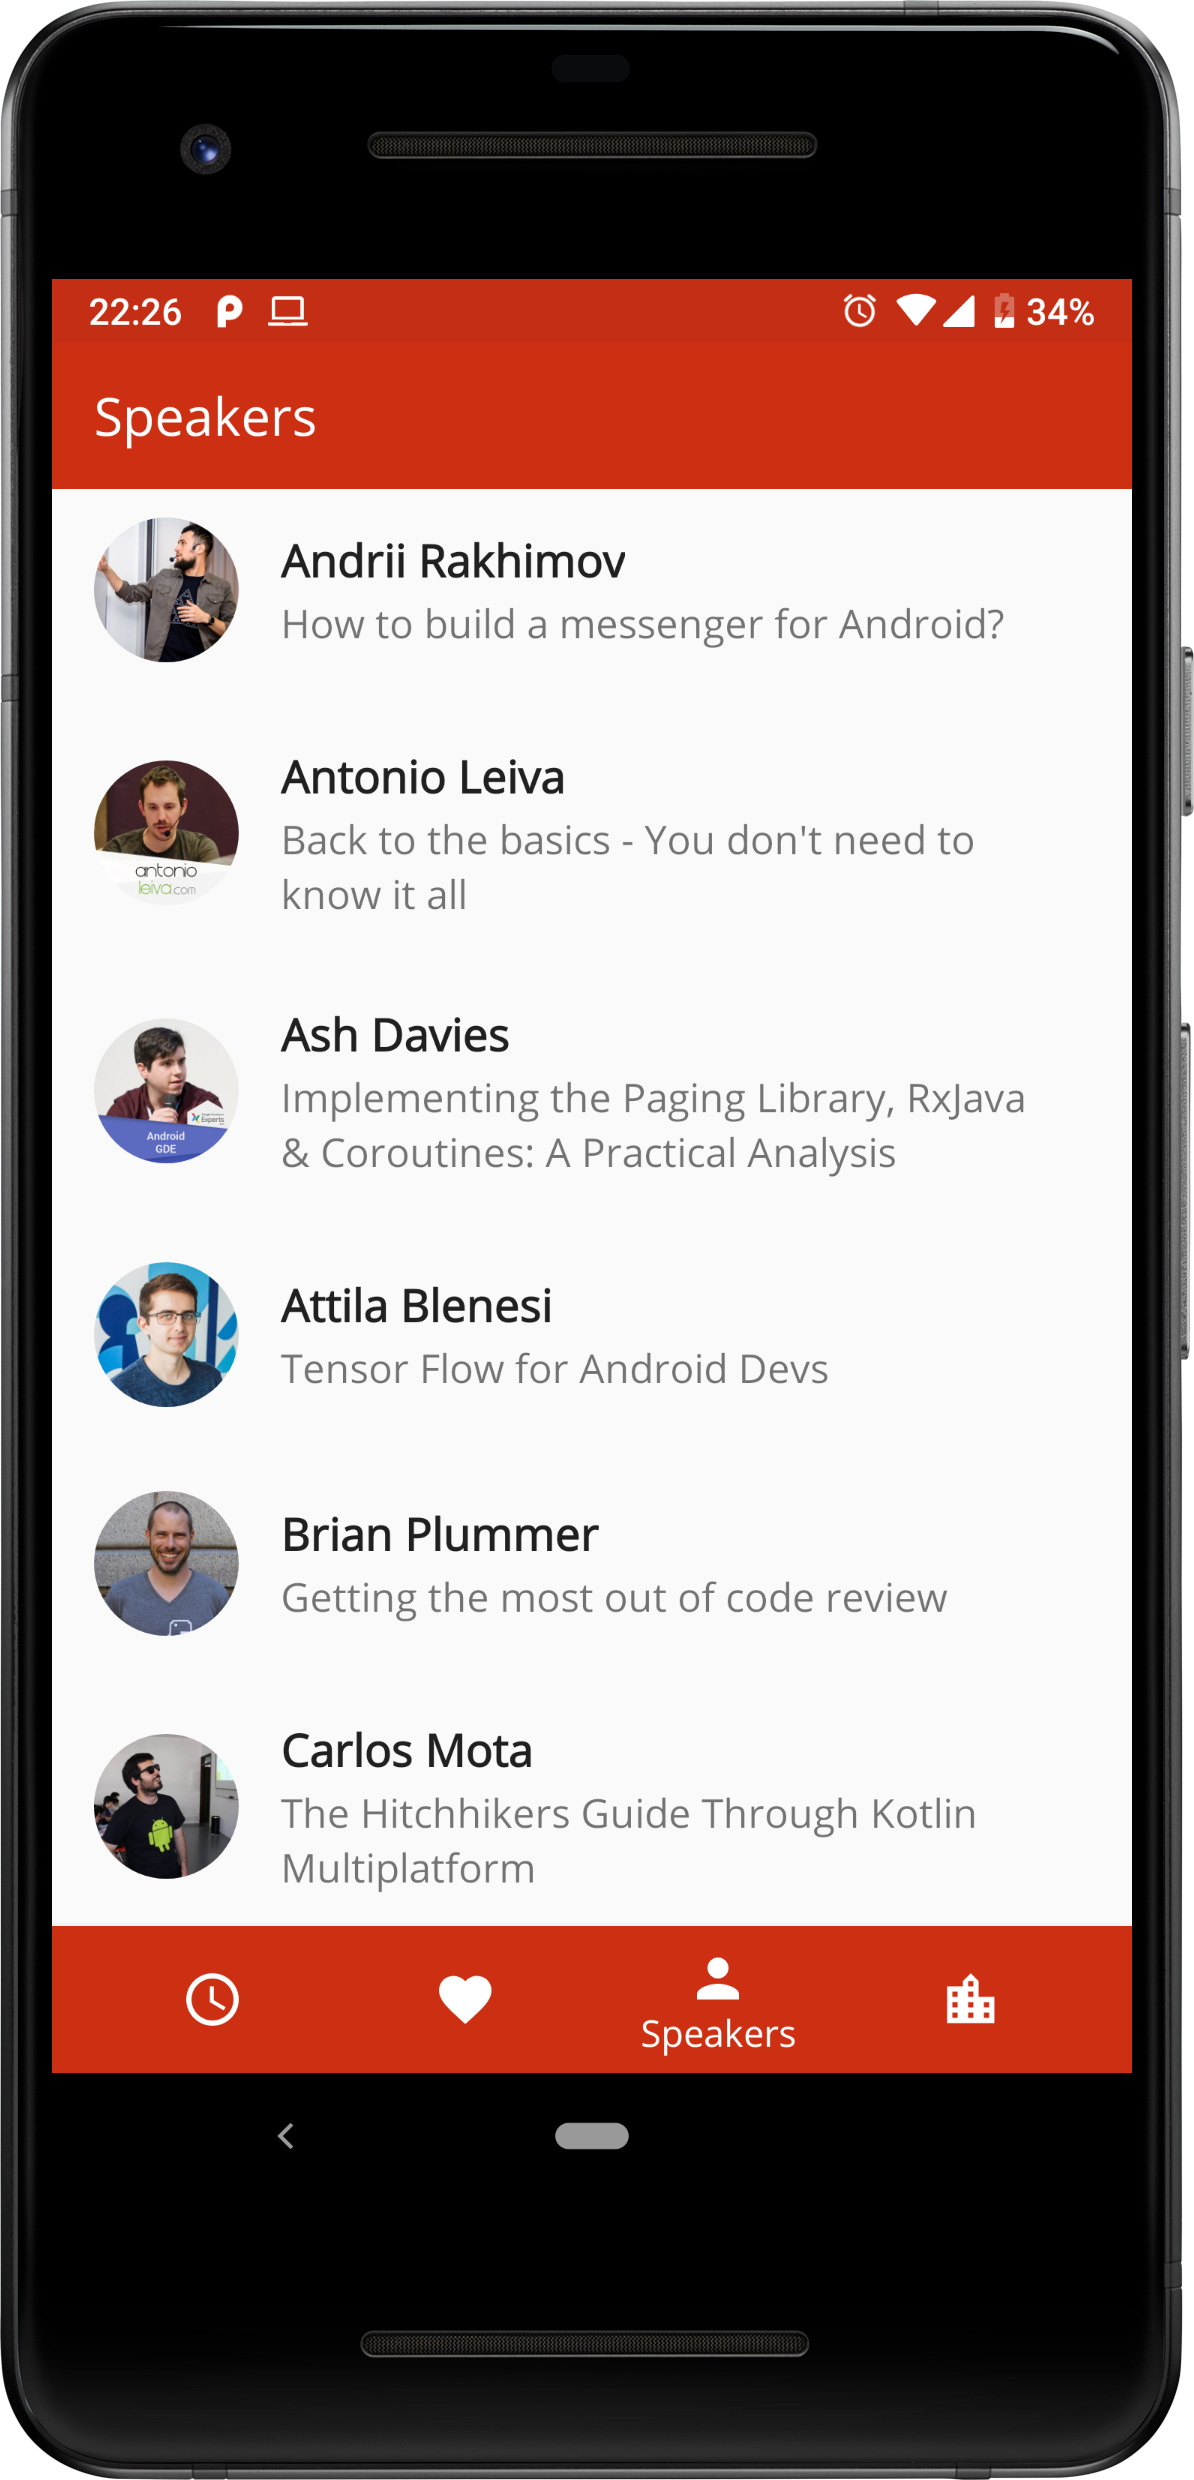 22:26 34%
Speakers
Andrii Rakhimov
How to build a messenger for Android?
Antonio Leiva
Back to the basics - You don't need to
know it all
antonio
leiva.com
Ash Davies
Implementing the Paging Library, RxJava
& Coroutines: A Practical Analysis
Experts
Android
GDE
Attila Blenesi
Tensor Flow for Android Devs
Brian Plummer
Getting the most out of code review
Carlos Mota
The Hitchhikers Guide Through Kotlin
Multiplatform
Speakers